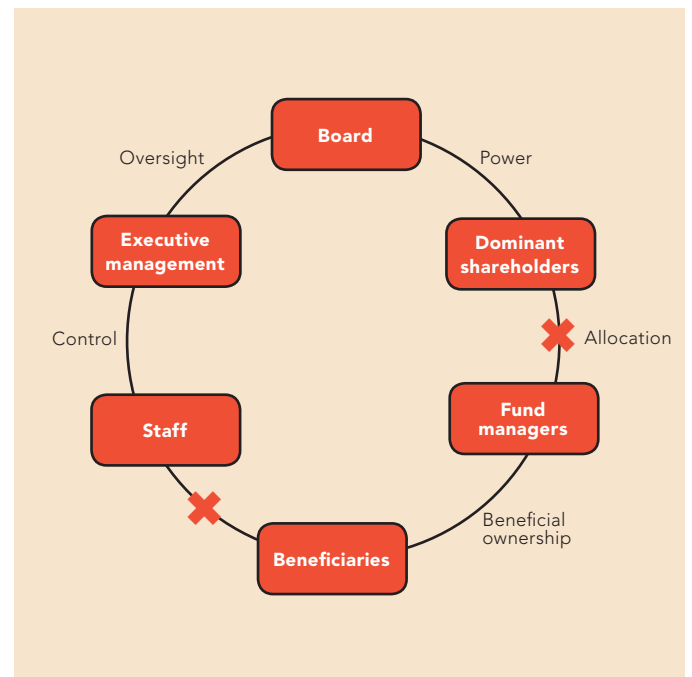 Board
Oversight
Power
Executive
management
Dominant
shareholders
Control
Allocation
Staff
Fund
managers
Beneficial
ownership
Beneficiaries